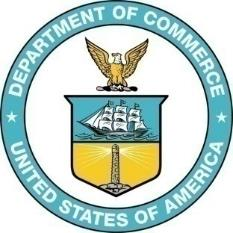 DEPARTMENT OF COMMERCE
UNITED STATES OF AMERICA